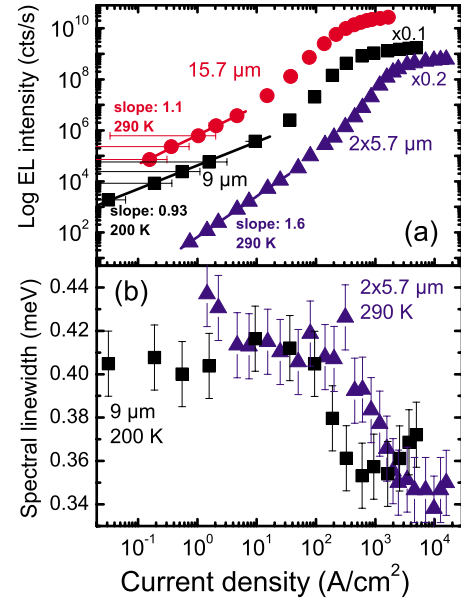 Log EL intensity (cts/s)
10^10
10^8
10^6
10^4
10^2
x0.1
x0.2
15.7 µm
slope: 1.1
290 K
2x5.7 µm
9 µm
slope: 0.93
200 K
slope: 1.6
290 K
(a)
Spectral linewidth (meV)
0.44
0.42
0.40
0.38
0.36
0.34
(b)
2x5.7 µm
290 K
9 µm
200 K
10^-1 10^0 10^1 10^2 10^3 10^4
Current density (A/cm^2)